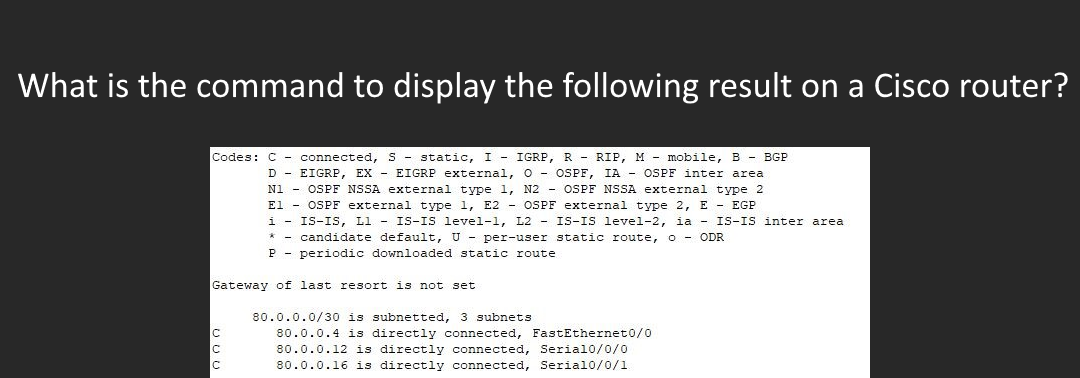 What is the command to display the following result on a Cisco router?
Codes: C - connected, S - static, I - IGRP, R - RIP, M - mobile, B - BGP
D - EIGRP, EX - EIGRP external, O - OSPF, IA - OSPF inter area
N1 - OSPF NSSA external type 1, N2 - OSPF NSSA external type 2
E1 - OSPF external type 1, E2 - OSPF external type 2, E - EGP
i - IS-IS, L1 - IS-IS level-1, L2 - IS-IS level-2, ia - IS-IS inter area
* - candidate default, U - per-user static route, o - ODR
P - periodic downloaded static route
Gateway of last resort is not set
80.0.0.0/30 is subnetted, 3 subnets
C 80.0.0.4 is directly connected, FastEthernet0/0
C 80.0.0.12 is directly connected, Serial0/0/0
C 80.0.0.16 is directly connected, Serial0/0/1